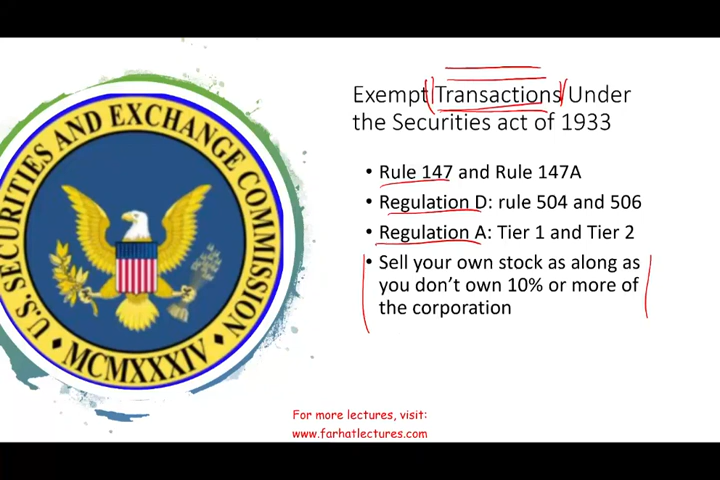 U.S. SECURITIES AND EXCHANGE COMMISSION
MCMXXXIV
Exempt Transactions Under
the Securities act of 1933
• Rule 147 and Rule 147A
• Regulation D: rule 504 and 506
• Regulation A: Tier 1 and Tier 2
• Sell your own stock as along as
you don’t own 10% or more of
the corporation
For more lectures, visit:
www.farhatlectures.com